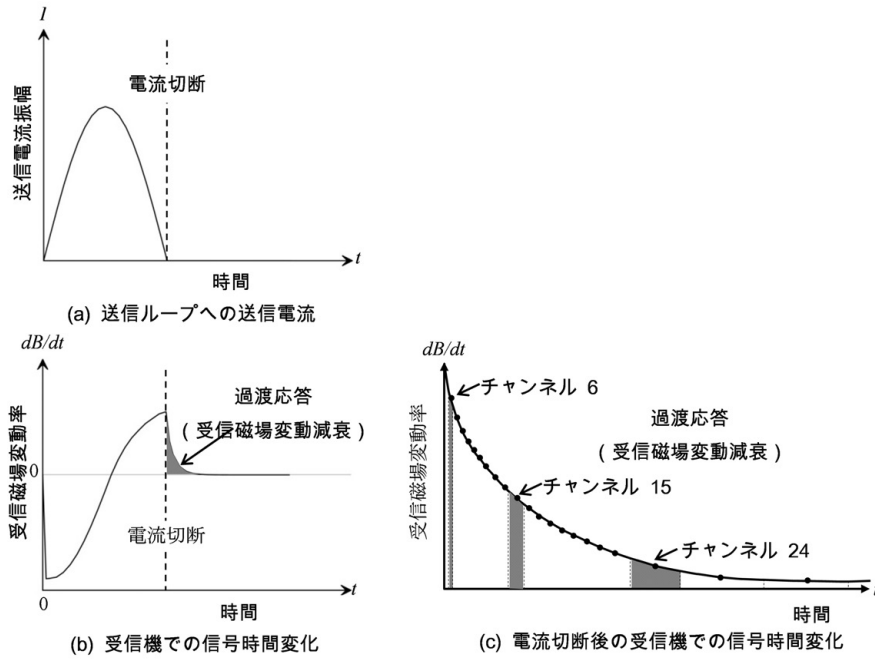 I
送信電流振幅
電流切断
t
時間
(a) 送信ループへの送信電流
dB/dt
受信磁場変動率
0
過渡応答
(受信磁場変動減衰)
電流切断
0
t
時間
(b) 受信機での信号時間変化
dB/dt
受信磁場変動率
チャンネル 6
過渡応答
(受信磁場変動減衰)
チャンネル 15
チャンネル 24
t
時間
(c) 電流切断後の受信機での信号時間変化